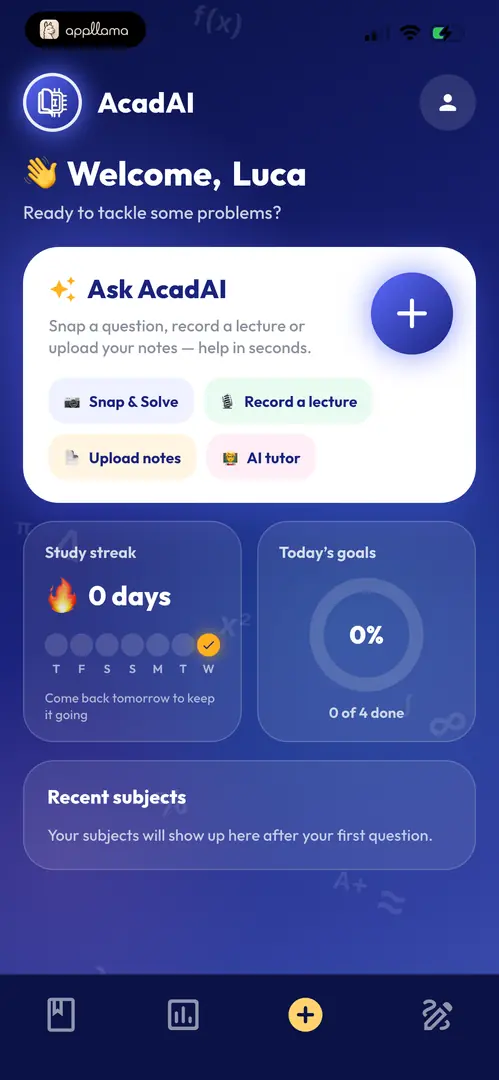 f(x)
appllama
AcadAI
👋 Welcome, Luca
Ready to tackle some problems?
✨ Ask AcadAI
Snap a question, record a lecture or
upload your notes — help in seconds.
📷 Snap & Solve
🎙️ Record a lecture
📄 Upload notes
👩‍🏫 AI tutor
π
Study streak
Today's goals
🔥 0 days
x²
0%
T F S S M T W
Come back tomorrow to keep
it going
0 of 4 done
∞
Recent subjects
%
Your subjects will show up here after your first question.
A+
≈